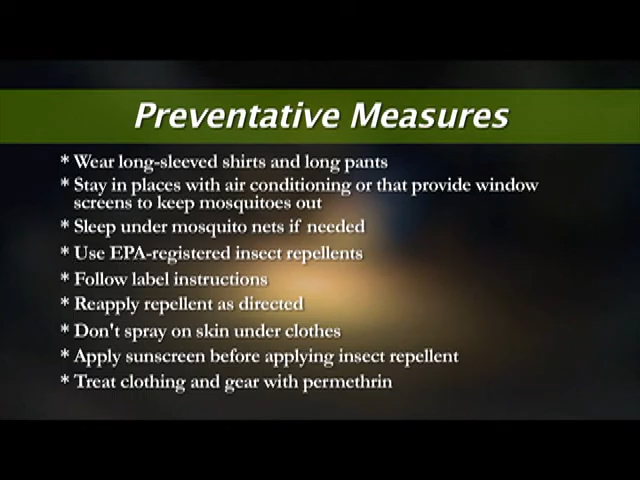 Preventative Measures
* Wear long-sleeved shirts and long pants
* Stay in places with air conditioning or that provide window
screens to keep mosquitoes out
* Sleep under mosquito nets if needed
* Use EPA-registered insect repellents
* Follow label instructions
* Reapply repellent as directed
* Don't spray on skin under clothes
* Apply sunscreen before applying insect repellent
* Treat clothing and gear with permethrin